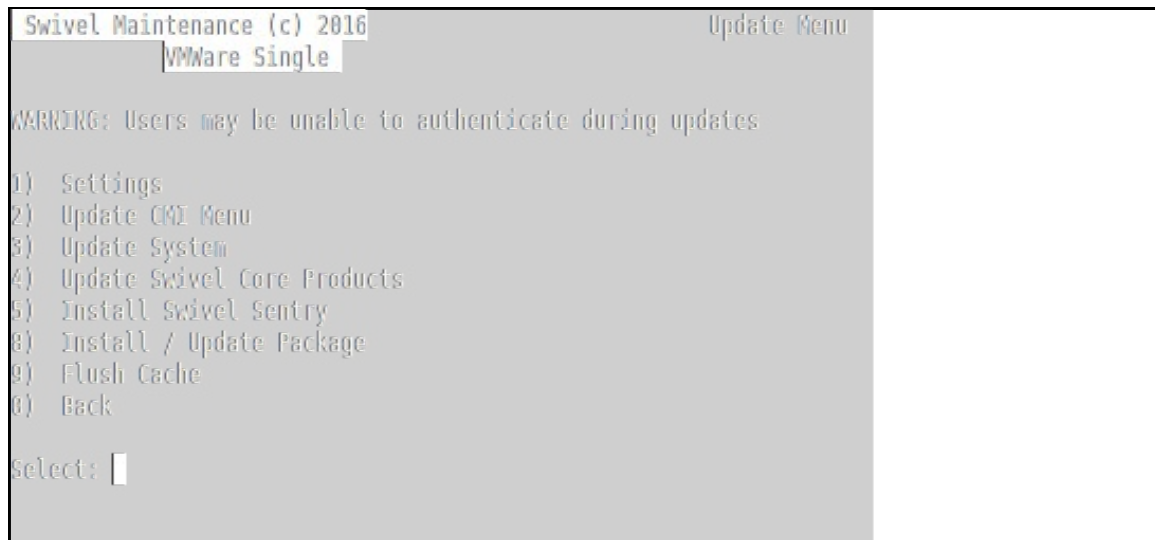 Swivel Maintenance (c) 2016 Update Menu
VMWare Single
WARNING: Users may be unable to authenticate during updates
1) Settings
2) Update CMI Menu
3) Update System
4) Update Swivel Core Products
5) Install Swivel Sentry
8) Install / Update Package
9) Flush Cache
0) Back
Select: